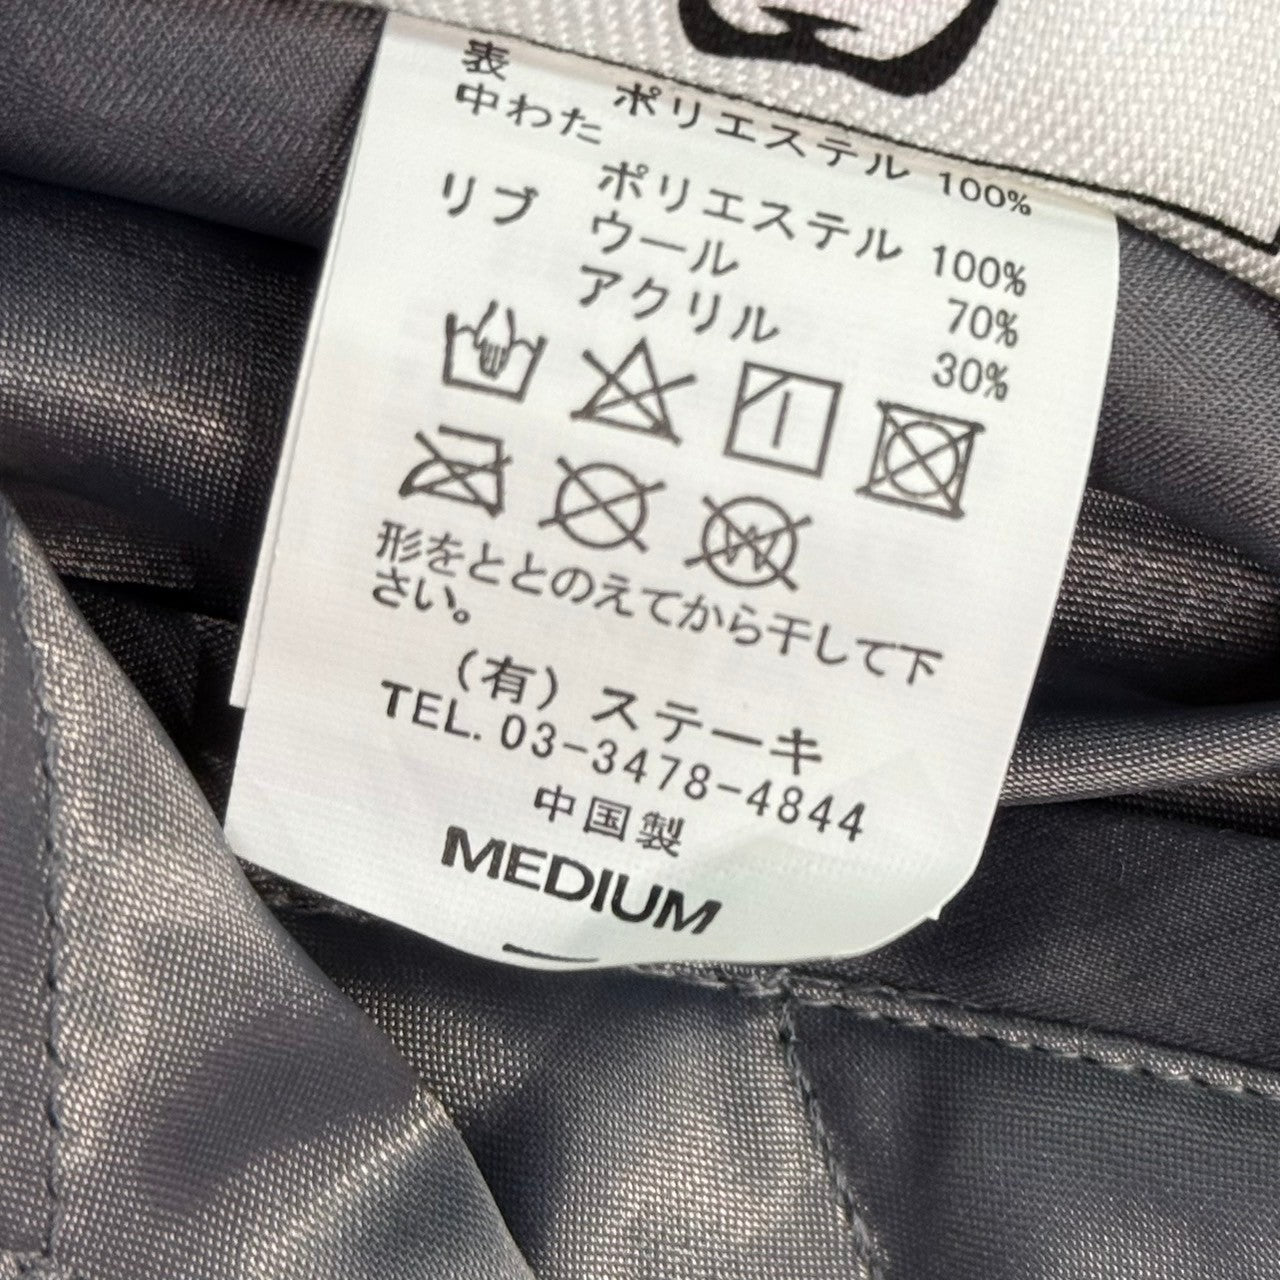 表 ポリエステル 100%
中わた
ポリエステル 100%
リブ ウール 70%
アクリル 30%
形をととのえてから干して下
さい。
(有) ステーキ
TEL. 03-3478-4844
中国製
MEDIUM